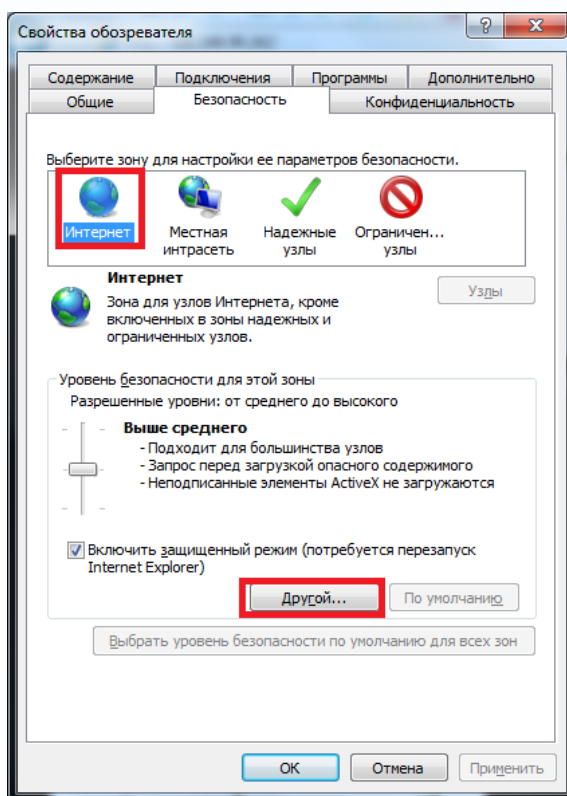 Свойства обозревателя
Содержание Подключения Программы Дополнительно
Общие Безопасность Конфиденциальность
Выберите зону для настройки ее параметров безопасности.
Интернет Местная интрасеть Надежные узлы Ограничен... узлы
Интернет
Зона для узлов Интернета, кроме
включенных в зоны надежных и
ограниченных узлов.
Узлы
Уровень безопасности для этой зоны
Разрешенные уровни: от среднего до высокого
Выше среднего
- Подходит для большинства узлов
- Запрос перед загрузкой опасного содержимого
- Неподписанные элементы ActiveX не загружаются
Включить защищенный режим (потребуется перезапуск
Internet Explorer)
Другой... По умолчанию
Выбрать уровень безопасности по умолчанию для всех зон
ОК Отмена Применить